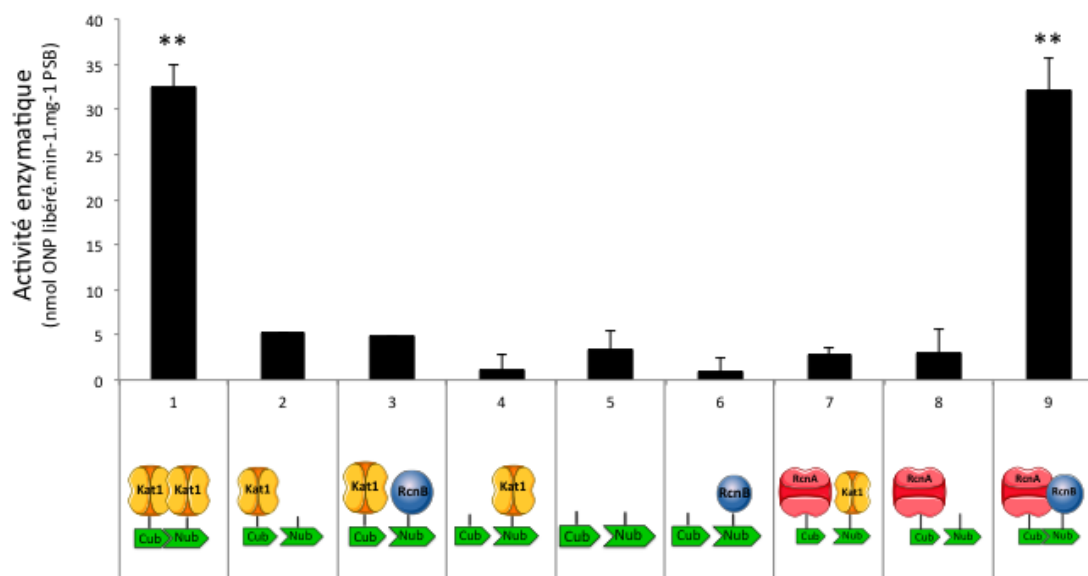 Activité enzymatique
(nmol ONP libéré.min-1.mg-1 PSB)
40
35
30
25
20
15
10
5
0
**
**
1 2 3 4 5 6 7 8 9
Kat1 Kat1
Cub Nub
Kat1
Cub Nub
Kat1 RcnB
Cub Nub
Kat1
Cub Nub
Cub Nub
RcnB
Cub Nub
RcnA Kat1
Cub Nub
RcnA
Cub Nub
RcnA RcnB
Cub Nub